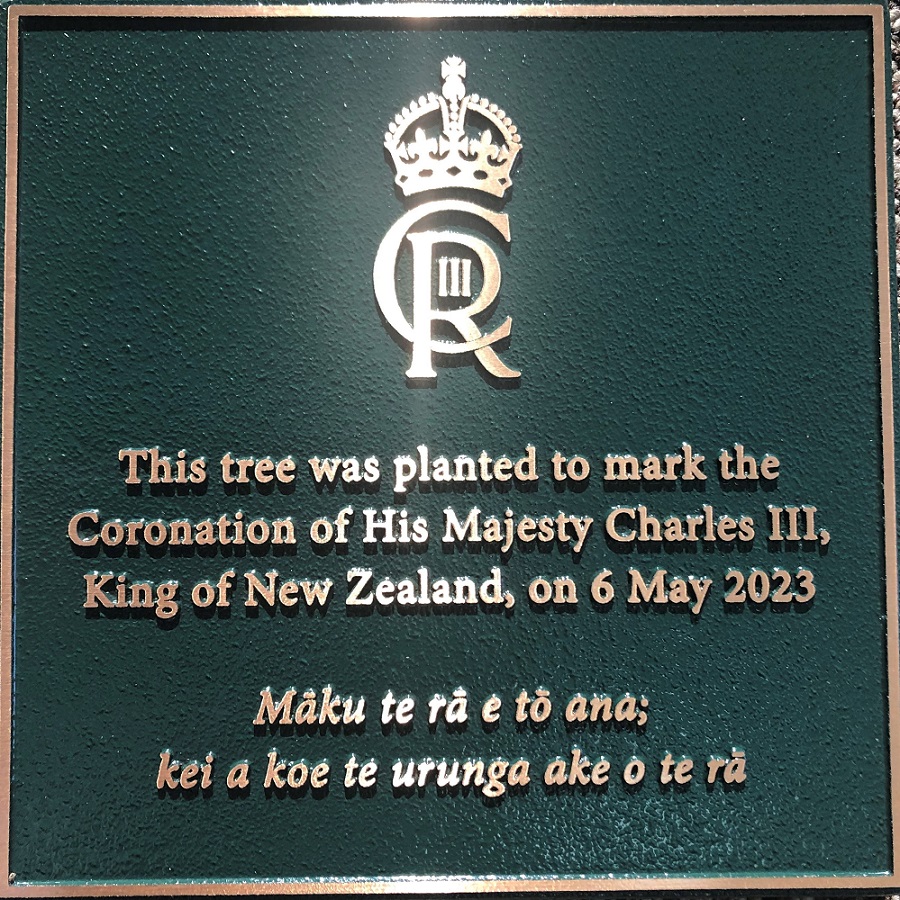 CR
III
This tree was planted to mark the
Coronation of His Majesty Charles III,
King of New Zealand, on 6 May 2023
Māku te rā e tō ana;
kei a koe te urunga ake o te rā